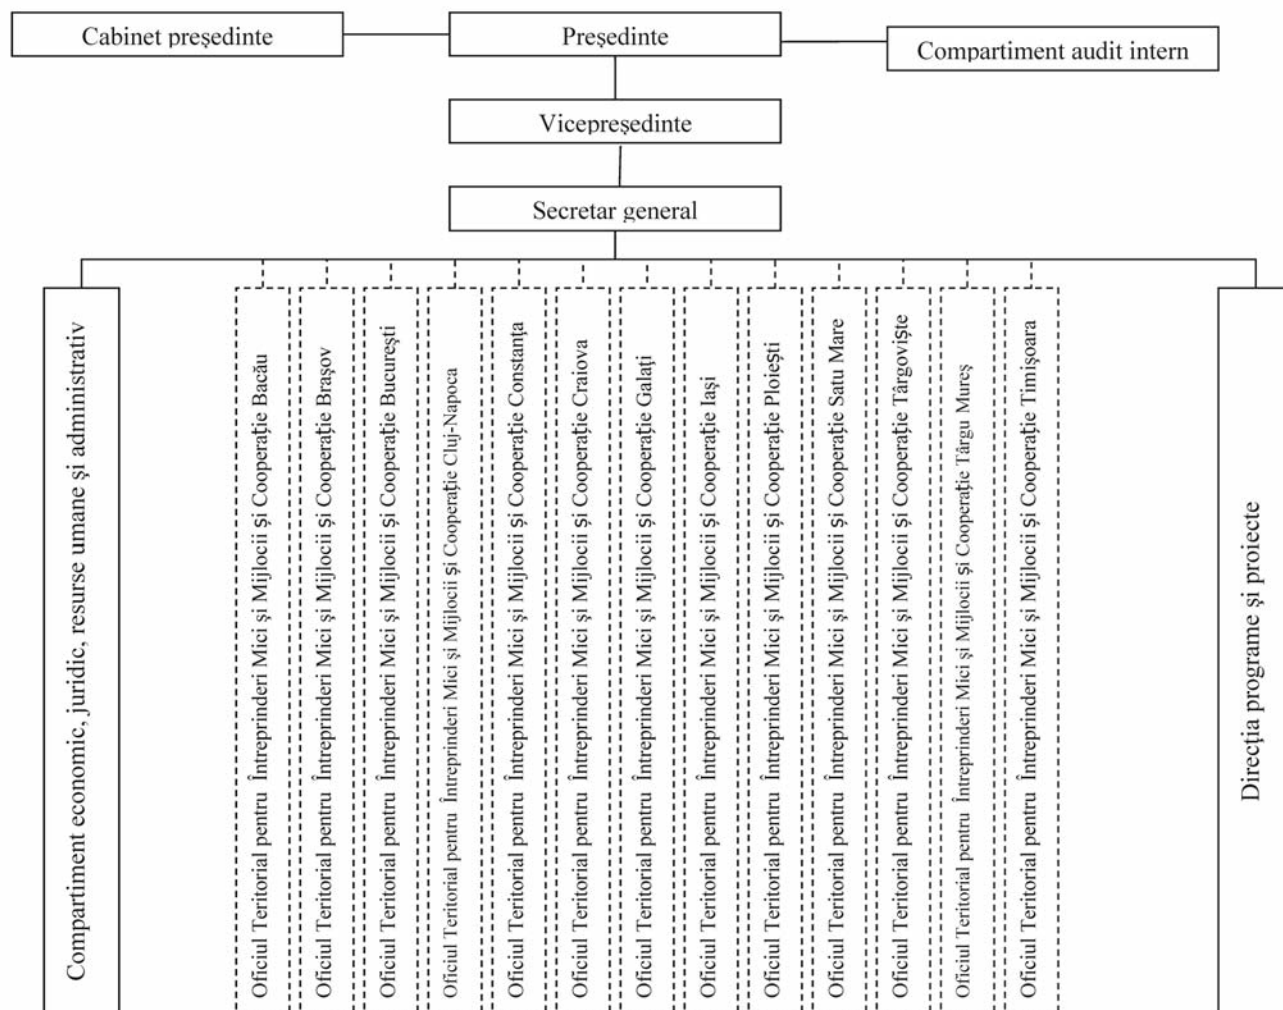 Cabinet președinte
Președinte
Compartiment audit intern
Vicepreședinte
Secretar general
Compartiment economic, juridic, resurse umane și administrativ
Oficiul Teritorial pentru Întreprinderi Mici și Mijlocii și Cooperație Bacău
Oficiul Teritorial pentru Întreprinderi Mici și Mijlocii și Cooperație Brașov
Oficiul Teritorial pentru Întreprinderi Mici și Mijlocii și Cooperație București
Oficiul Teritorial pentru Întreprinderi Mici și Mijlocii și Cooperație Cluj-Napoca
Oficiul Teritorial pentru Întreprinderi Mici și Mijlocii și Cooperație Constanța
Oficiul Teritorial pentru Întreprinderi Mici și Mijlocii și Cooperație Craiova
Oficiul Teritorial pentru Întreprinderi Mici și Mijlocii și Cooperație Galați
Oficiul Teritorial pentru Întreprinderi Mici și Mijlocii și Cooperație Iași
Oficiul Teritorial pentru Întreprinderi Mici și Mijlocii și Cooperație Ploiești
Oficiul Teritorial pentru Întreprinderi Mici și Mijlocii și Cooperație Satu Mare
Oficiul Teritorial pentru Întreprinderi Mici și Mijlocii și Cooperație Târgoviște
Oficiul Teritorial pentru Întreprinderi Mici și Mijlocii și Cooperație Târgu Mureș
Oficiul Teritorial pentru Întreprinderi Mici și Mijlocii și Cooperație Timișoara
Direcția programe și proiecte